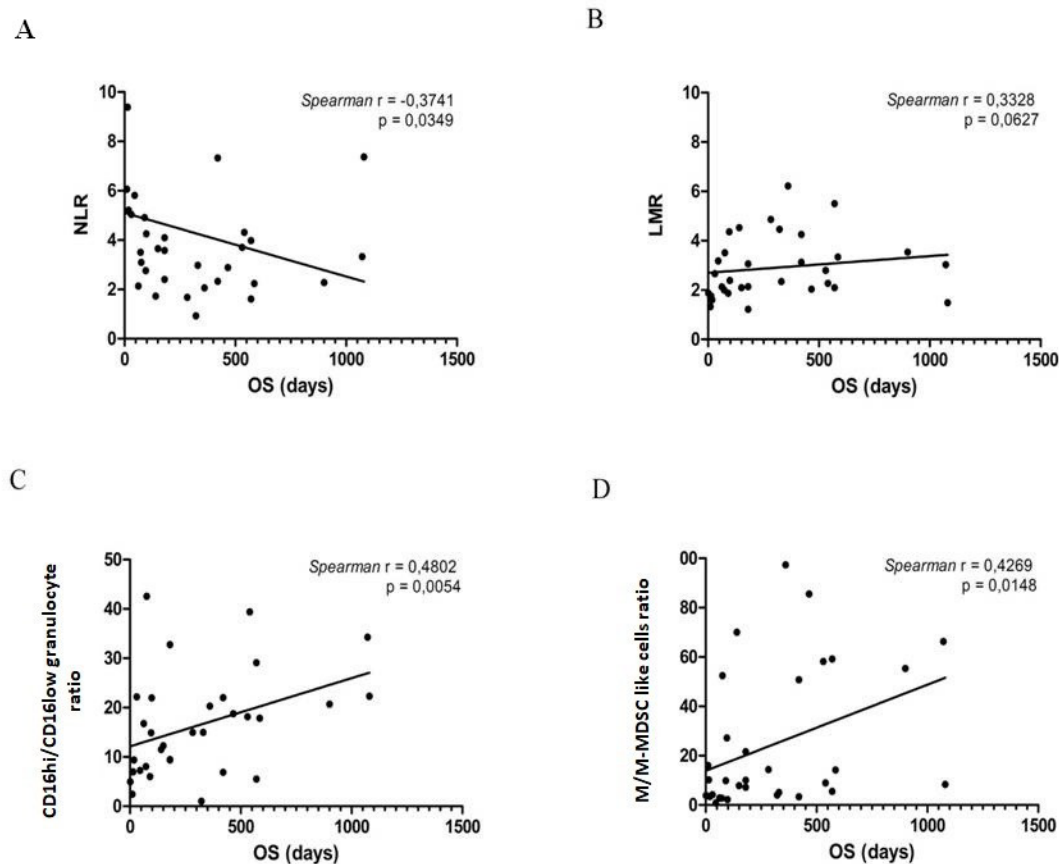 A
Spearman r = -0,3741
p = 0,0349
10
8
6
4
2
0
NLR
0 500 1000 1500
OS (days)
B
Spearman r = 0,3328
p = 0,0627
10
8
6
4
2
0
LMR
0 500 1000 1500
OS (days)
C
Spearman r = 0,4802
p = 0,0054
50
40
30
20
10
0
CD16hi/CD16low granulocyte
ratio
0 500 1000 1500
OS (days)
D
Spearman r = 0,4269
p = 0,0148
00
80
60
40
20
0
M/M-MDSC like cells ratio
0 500 1000 1500
OS (days)